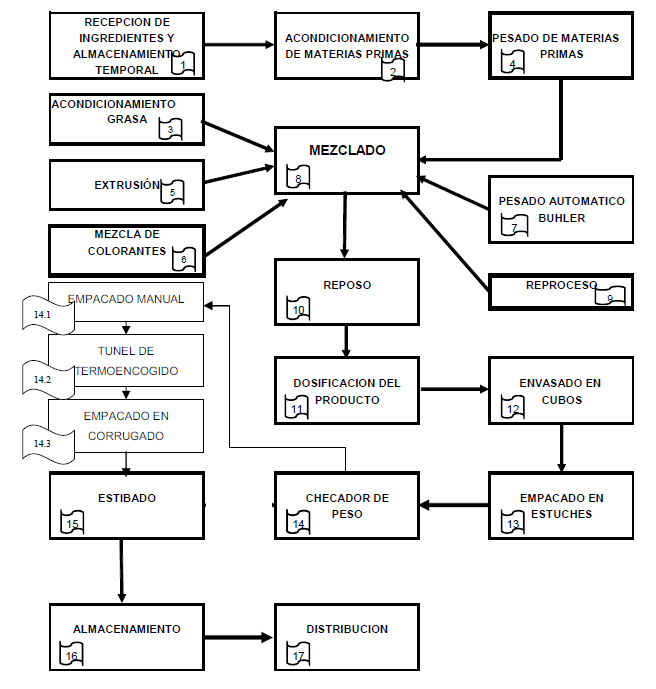 RECEPCION DE
INGREDIENTES Y
ALMACENAMIENTO
TEMPORAL
1
ACONDICIONAMIENTO
DE MATERIAS PRIMAS
2
PESADO DE MATERIAS
PRIMAS
4
ACONDICIONAMIENTO
GRASA
3
MEZCLADO
8
EXTRUSIÓN
5
PESADO AUTOMATICO
BUHLER
7
MEZCLA DE
COLORANTES
6
REPOSO
10
REPROCESO
9
EMPACADO MANUAL
14.1
TUNEL DE
TERMOENCOGIDO
14.2
DOSIFICACION DEL
PRODUCTO
11
ENVASADO EN
CUBOS
12
EMPACADO EN
CORRUGADO
14.3
ESTIBADO
15
CHECADOR DE
PESO
14
EMPACADO EN
ESTUCHES
13
ALMACENAMIENTO
16
DISTRIBUCION
17